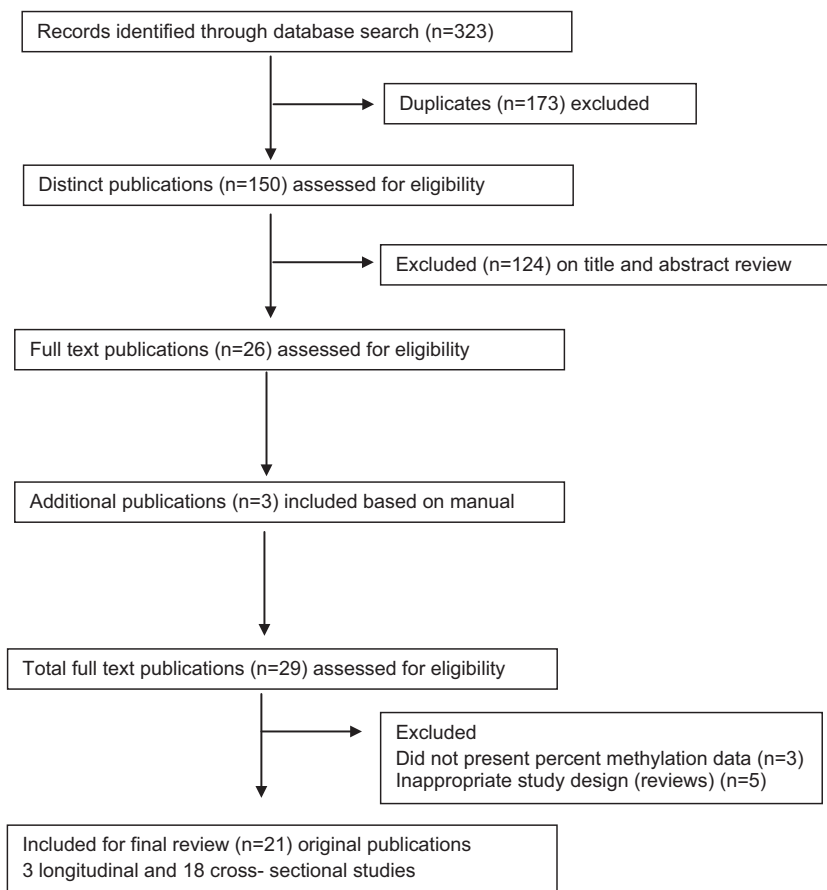 Records identified through database search (n=323)
Duplicates (n=173) excluded
Distinct publications (n=150) assessed for eligibility
Excluded (n=124) on title and abstract review
Full text publications (n=26) assessed for eligibility
Additional publications (n=3) included based on manual
Total full text publications (n=29) assessed for eligibility
Excluded
Did not present percent methylation data (n=3)
Inappropriate study design (reviews) (n=5)
Included for final review (n=21) original publications
3 longitudinal and 18 cross- sectional studies